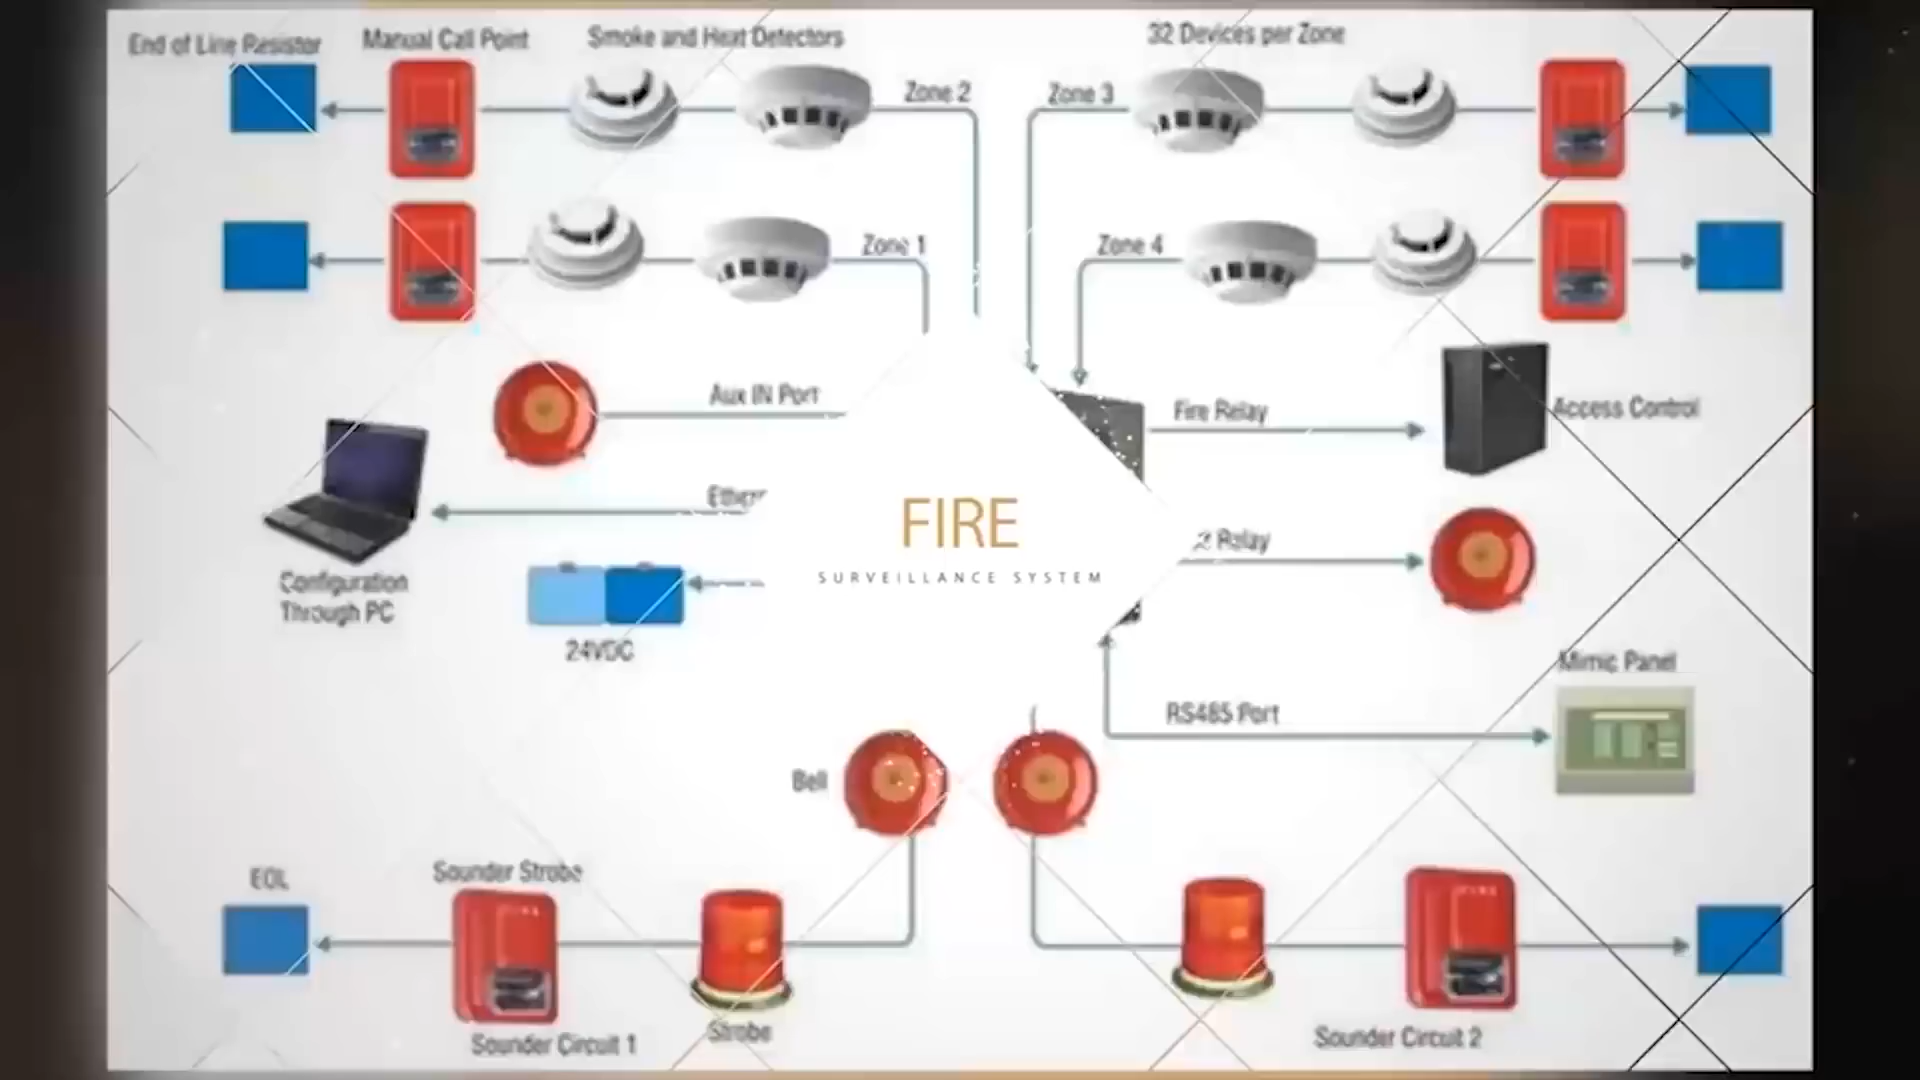 End of Line Resistor
Manual Call Point
Smoke and Heat Detectors
32 Devices per Zone
Zone 2
Zone 3
Zone 1
Zone 4
Aux IN Port
Fire Relay
Access Control
FIRE
SURVEILLANCE SYSTEM
Relay
Configuration
Through PC
24VDC
Mimic Panel
RS485 Port
Bell
EOL
Sounder Strobe
Strobe
Sounder Circuit 1
Sounder Circuit 2